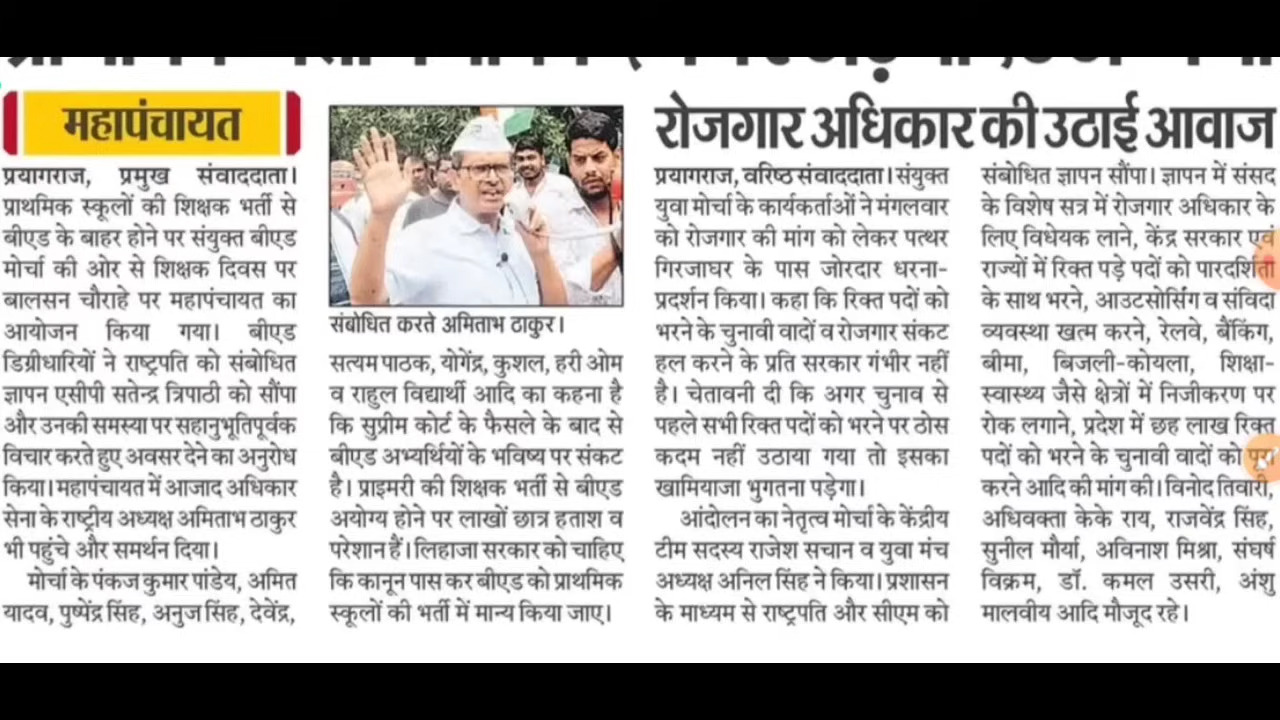 महापंचायत
प्रयागराज, प्रमुख संवाददाता।
प्राथमिक स्कूलों की शिक्षक भर्ती से
बीएड के बाहर होने पर संयुक्त बीएड
मोर्चा की ओर से शिक्षक दिवस पर
बालसन चौराहे पर महापंचायत का
आयोजन किया गया। बीएड
डिग्रीधारियों ने राष्ट्रपति को संबोधित
ज्ञापन एसीपी सतेन्द्र त्रिपाठी को सौंपा
और उनकी समस्या पर सहानुभूतिपूर्वक
विचार करते हुए अवसर देने का अनुरोध
किया। महापंचायत में आजाद अधिकार
सेना के राष्ट्रीय अध्यक्ष अमिताभ ठाकुर
भी पहुंचे और समर्थन दिया।
मोर्चा के पंकज कुमार पांडेय, अमित
यादव, पुष्पेंद्र सिंह, अनुज सिंह, देवेंद्र,
संबोधित करते अमिताभ ठाकुर।
सत्यम पाठक, योगेंद्र, कुशल, हरी ओम
व राहुल विद्यार्थी आदि का कहना है
कि सुप्रीम कोर्ट के फैसले के बाद से
बीएड अभ्यर्थियों के भविष्य पर संकट
है। प्राइमरी की शिक्षक भर्ती से बीएड
अयोग्य होने पर लाखों छात्र हताश व
परेशान हैं। लिहाजा सरकार को चाहिए
कि कानून पास कर बीएड को प्राथमिक
स्कूलों की भर्ती में मान्य किया जाए।
रोजगार अधिकार की उठाई आवाज
प्रयागराज, वरिष्ठ संवाददाता। संयुक्त
युवा मोर्चा के कार्यकर्ताओं ने मंगलवार
को रोजगार की मांग को लेकर पत्थर
गिरजाघर के पास जोरदार धरना-
प्रदर्शन किया। कहा कि रिक्त पदों को
भरने के चुनावी वादों व रोजगार संकट
हल करने के प्रति सरकार गंभीर नहीं
है। चेतावनी दी कि अगर चुनाव से
पहले सभी रिक्त पदों को भरने पर ठोस
कदम नहीं उठाया गया तो इसका
खामियाजा भुगतना पड़ेगा।
आंदोलन का नेतृत्व मोर्चा के केंद्रीय
टीम सदस्य राजेश सचान व युवा मंच
अध्यक्ष अनिल सिंह ने किया। प्रशासन
के माध्यम से राष्ट्रपति और सीएम को
संबोधित ज्ञापन सौंपा। ज्ञापन में संसद
के विशेष सत्र में रोजगार अधिकार के
लिए विधेयक लाने, केंद्र सरकार एवं
राज्यों में रिक्त पड़े पदों को पारदर्शिता
के साथ भरने, आउटसोर्सिंग व संविदा
व्यवस्था खत्म करने, रेलवे, बैंकिंग,
बीमा, बिजली-कोयला, शिक्षा-
स्वास्थ्य जैसे क्षेत्रों में निजीकरण पर
रोक लगाने, प्रदेश में छह लाख रिक्त
पदों को भरने के चुनावी वादों को
करने आदि की मांग की। विनोद तिवारी,
अधिवक्ता केके राय, राजवेंद्र सिंह,
सुनील मौर्या, अविनाश मिश्रा, संघर्ष
विक्रम, डॉ. कमल उसरी, अंशु
मालवीय आदि मौजूद रहे।